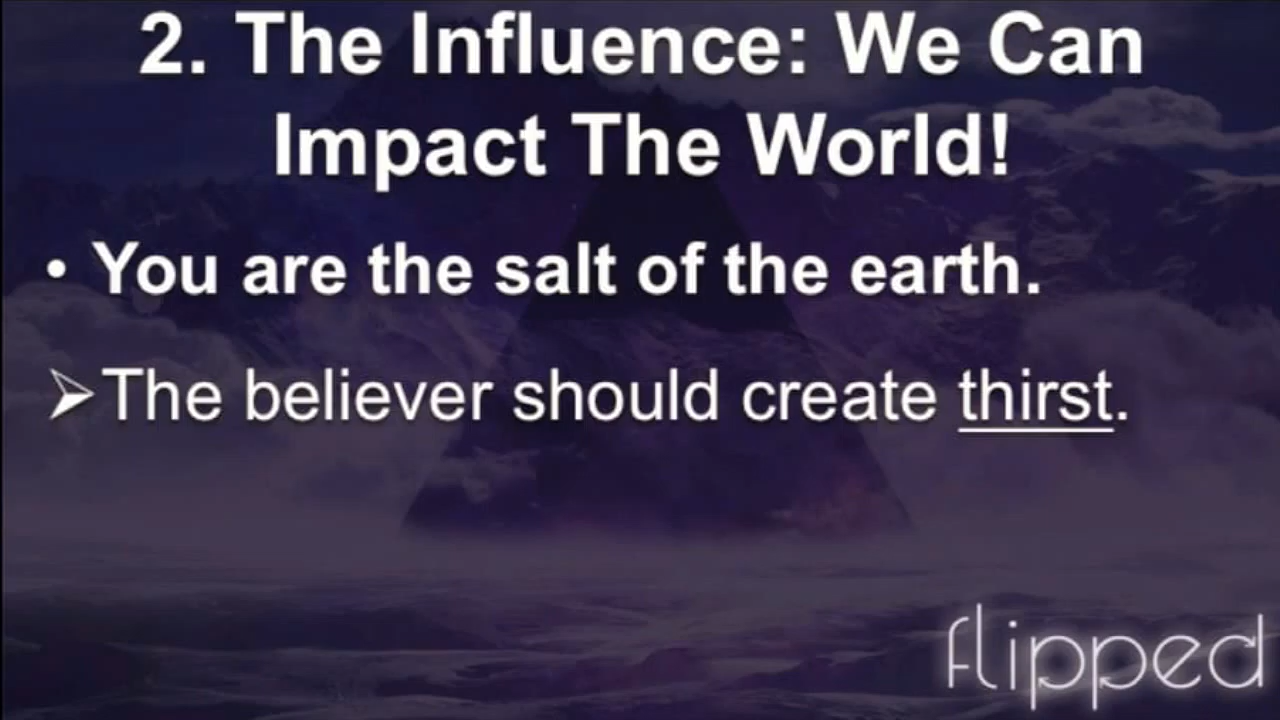 2. The Influence: We Can
Impact The World!
• You are the salt of the earth.
➢The believer should create thirst.
flipped